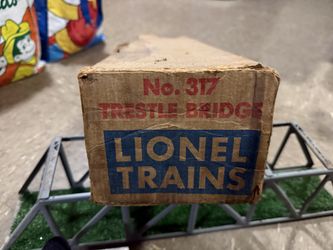 No. 317
TRESTLE BRIDGE
LIONEL
TRAINS